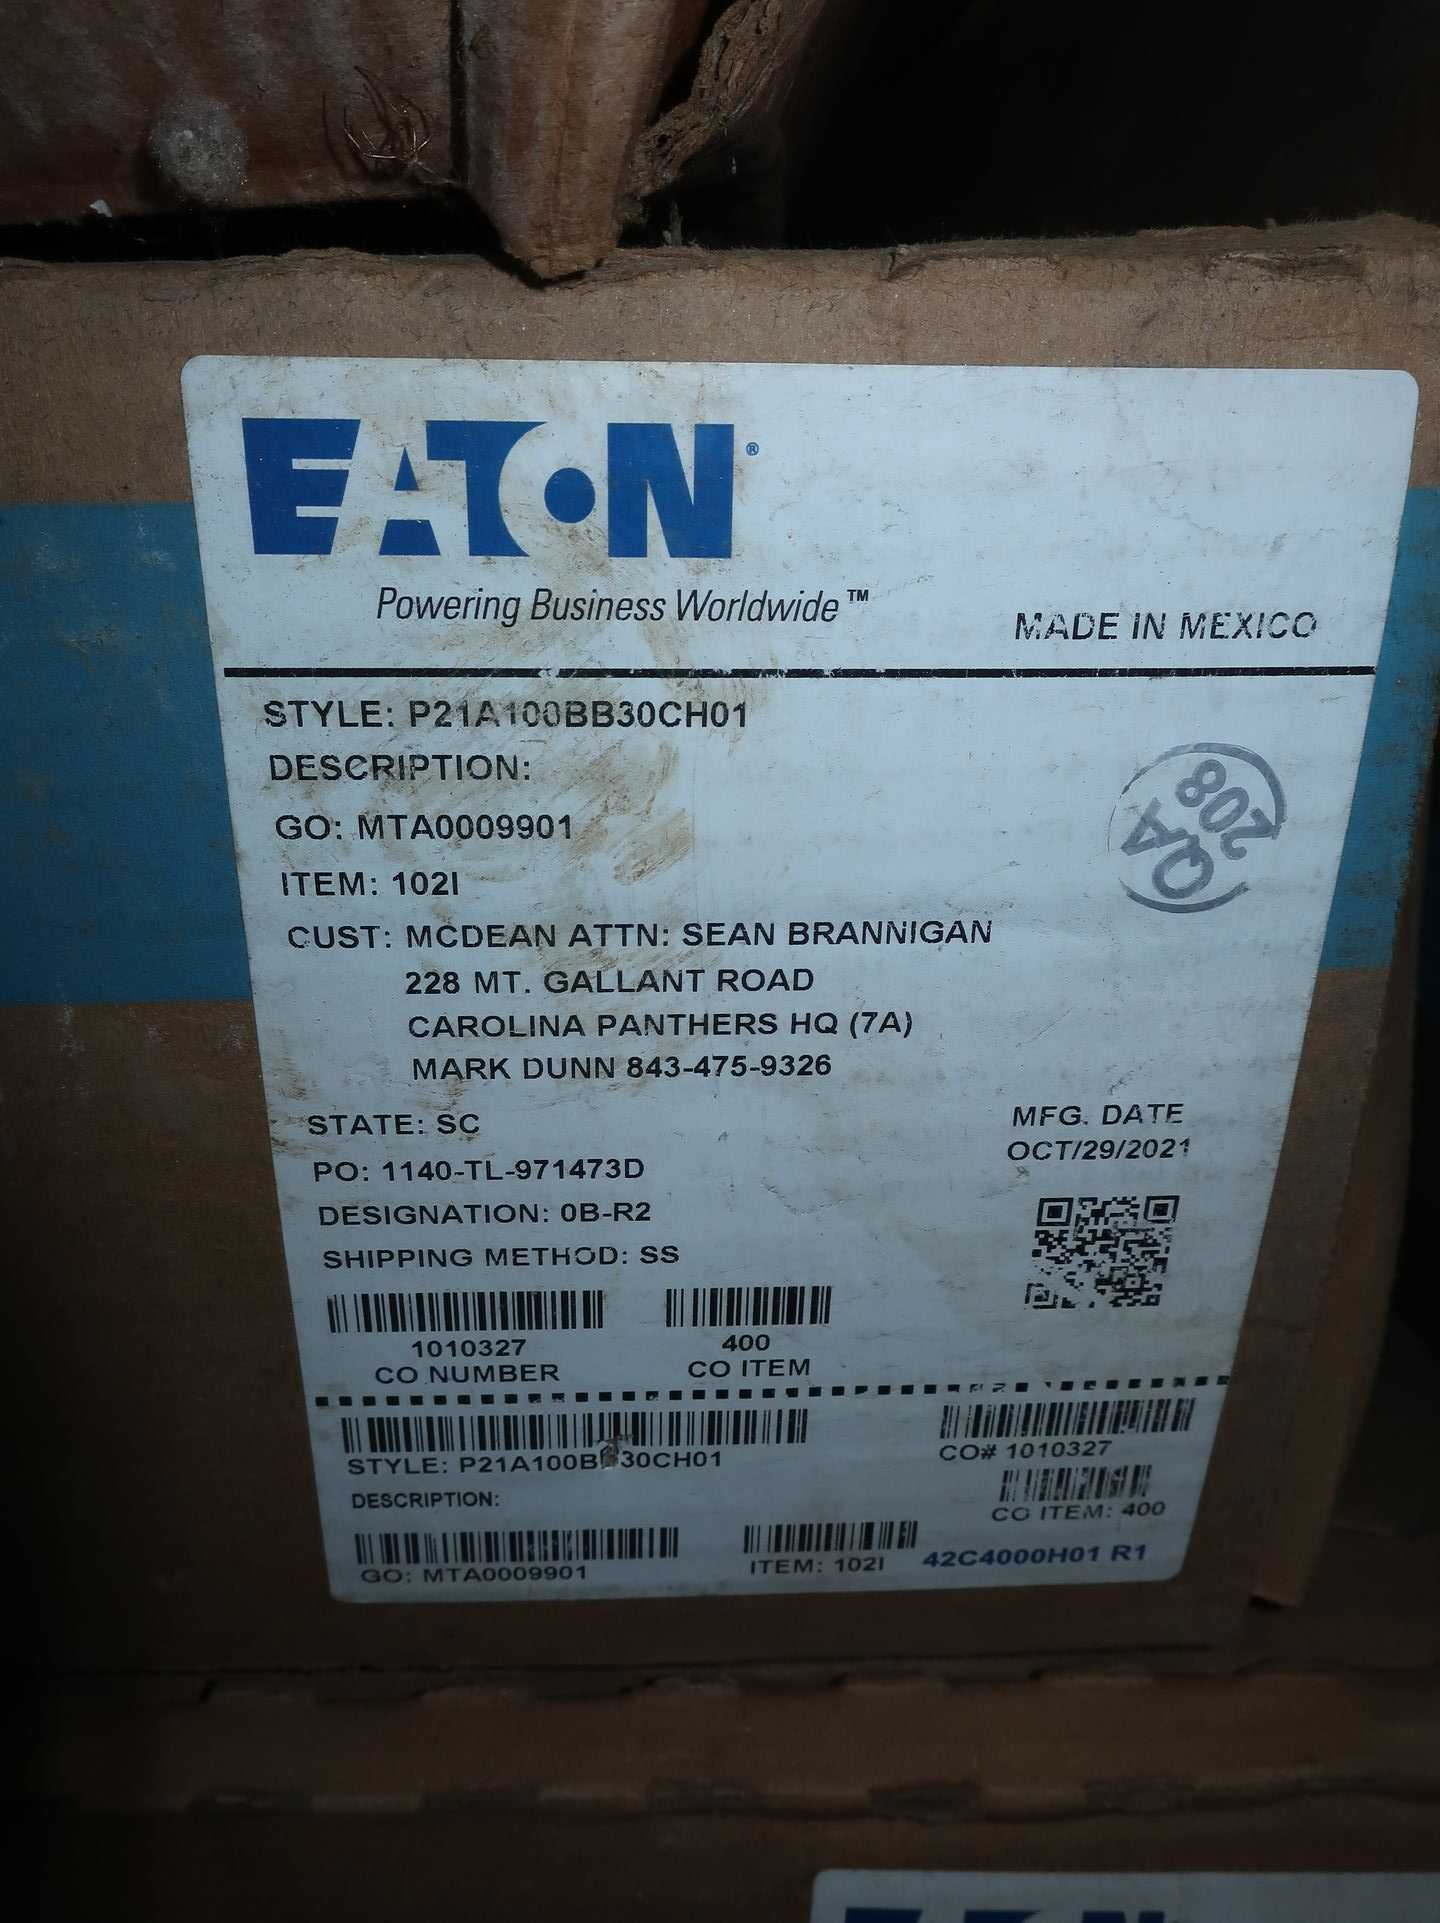 EATON®
Powering Business Worldwide™
MADE IN MEXICO
STYLE: P21A100BB30CH01
DESCRIPTION:
GO: MTA0009901
QA 208
ITEM: 102I
CUST: MCDEAN ATTN: SEAN BRANNIGAN
228 MT. GALLANT ROAD
CAROLINA PANTHERS HQ (7A)
MARK DUNN 843-475-9326
STATE: SC
MFG. DATE
OCT/29/2021
PO: 1140-TL-971473D
DESIGNATION: 0B-R2
SHIPPING METHOD: SS
1010327
CO NUMBER
400
CO ITEM
STYLE: P21A100BB30CH01
CO# 1010327
DESCRIPTION:
CO ITEM: 400
GO: MTA0009901
ITEM: 102I
42C4000H01 R1
EATON